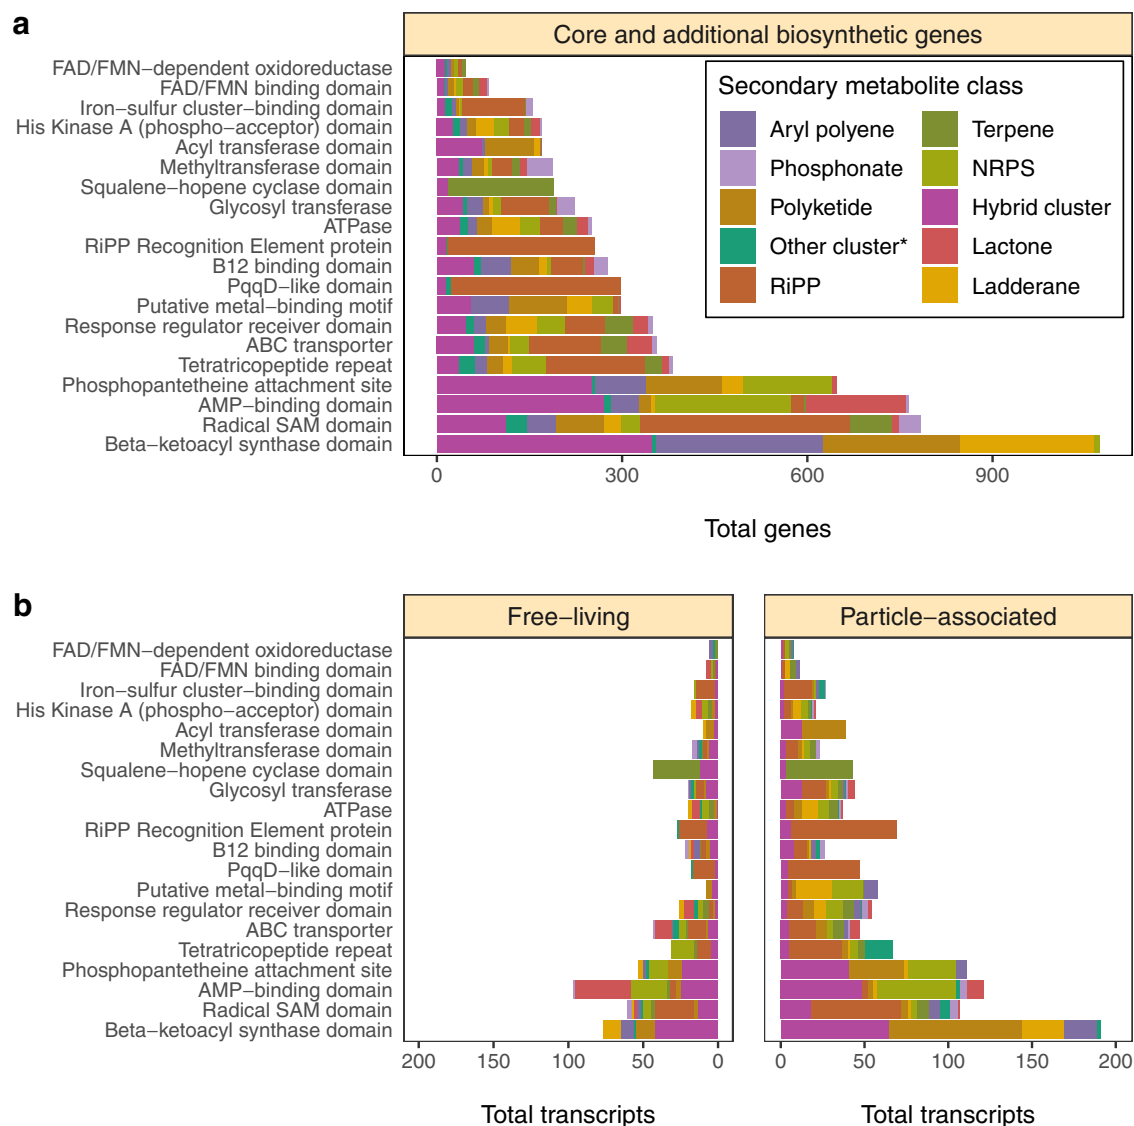 a
Core and additional biosynthetic genes
FAD/FMN−dependent oxidoreductase
FAD/FMN binding domain
Iron−sulfur cluster−binding domain
His Kinase A (phospho−acceptor) domain
Acyl transferase domain
Methyltransferase domain
Squalene−hopene cyclase domain
Glycosyl transferase
ATPase
RiPP Recognition Element protein
B12 binding domain
PqqD−like domain
Putative metal−binding motif
Response regulator receiver domain
ABC transporter
Tetratricopeptide repeat
Phosphopantetheine attachment site
AMP−binding domain
Radical SAM domain
Beta−ketoacyl synthase domain
Secondary metabolite class
Aryl polyene
Phosphonate
Polyketide
Other cluster*
RiPP
Terpene
NRPS
Hybrid cluster
Lactone
Ladderane
0 300 600 900
Total genes
b
Free−living
Particle−associated
FAD/FMN−dependent oxidoreductase
FAD/FMN binding domain
Iron−sulfur cluster−binding domain
His Kinase A (phospho−acceptor) domain
Acyl transferase domain
Methyltransferase domain
Squalene−hopene cyclase domain
Glycosyl transferase
ATPase
RiPP Recognition Element protein
B12 binding domain
PqqD−like domain
Putative metal−binding motif
Response regulator receiver domain
ABC transporter
Tetratricopeptide repeat
Phosphopantetheine attachment site
AMP−binding domain
Radical SAM domain
Beta−ketoacyl synthase domain
200 150 100 50 0
0 50 100 150 200
Total transcripts
Total transcripts